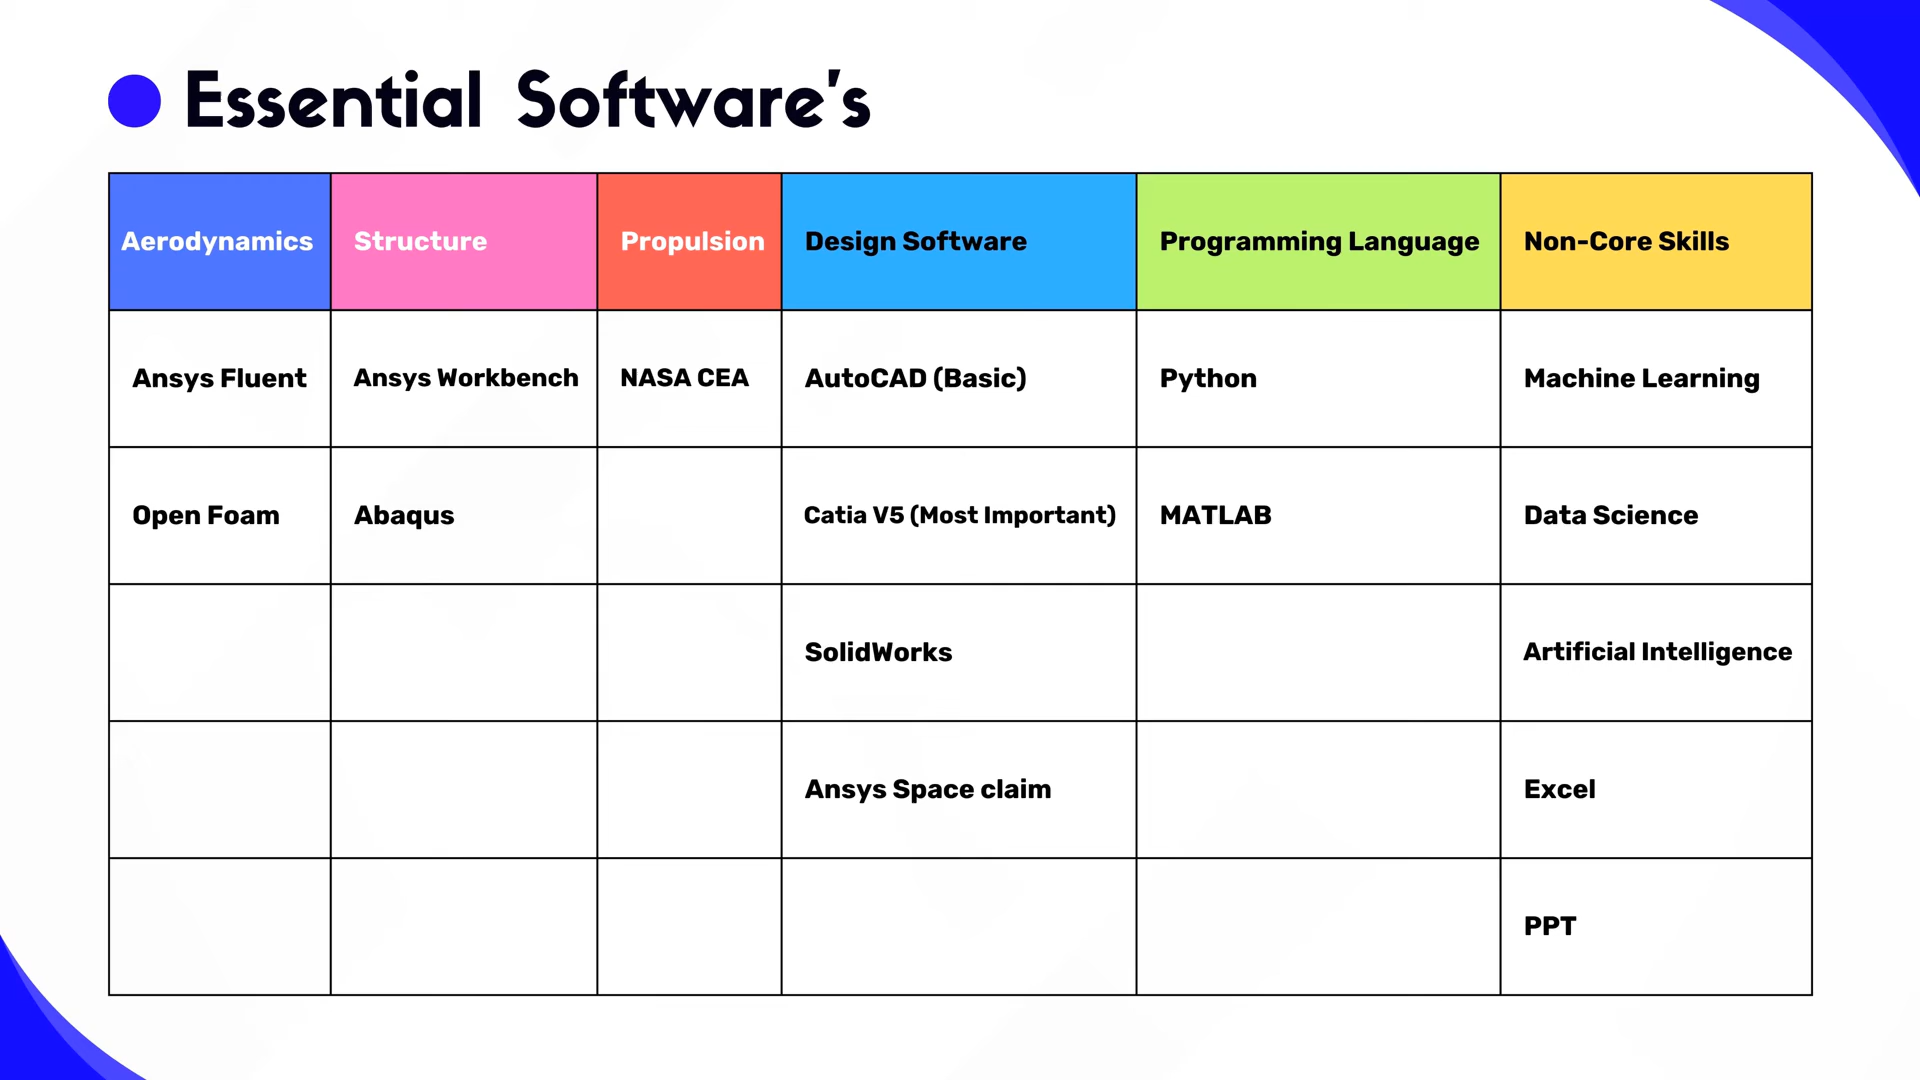 Essential Software's
Aerodynamics Structure Propulsion Design Software Programming Language Non-Core Skills
Ansys Fluent Ansys Workbench NASA CEA AutoCAD (Basic) Python Machine Learning
Open Foam Abaqus Catia V5 (Most Important) MATLAB Data Science
SolidWorks Artificial Intelligence
Ansys Space claim Excel
PPT